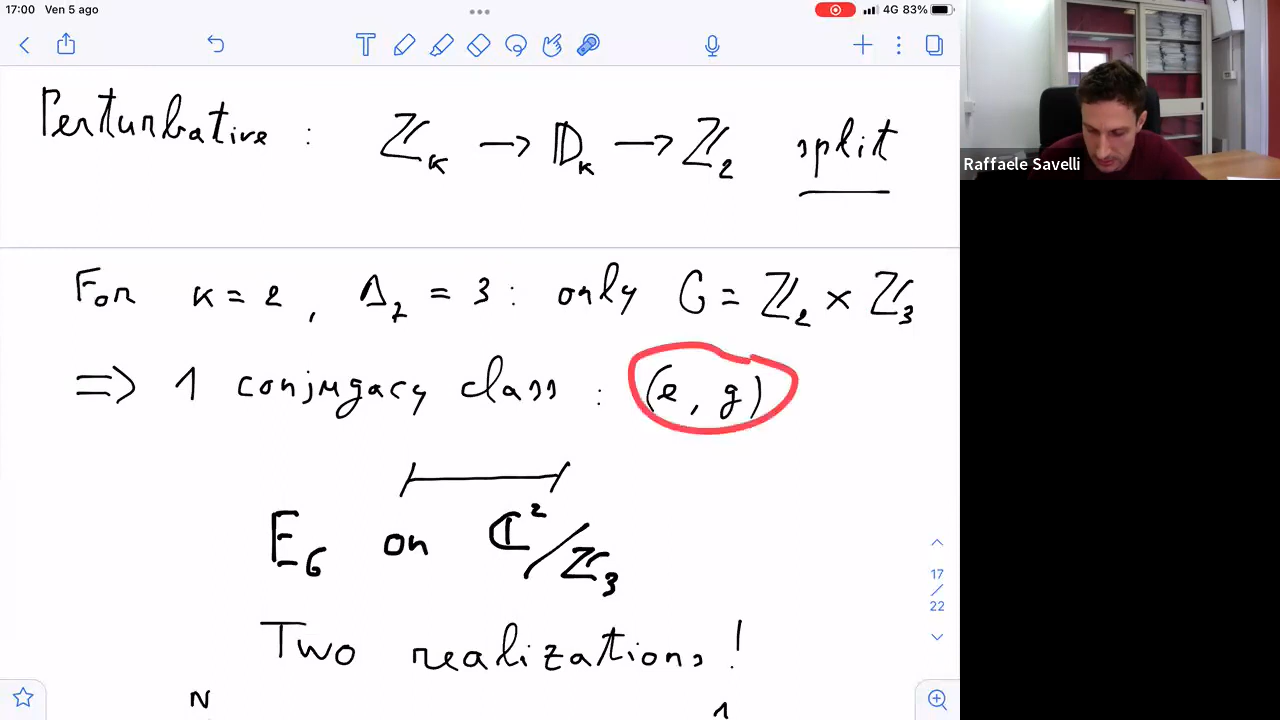 17:00 Ven 5 ago
4G 83%
Perturbative : ℤ_k → 𝔻_k → ℤ_2 split
For k = 2 , Δ_7 = 3 : only G = ℤ_2 × ℤ_3
⟹ 1 conjugacy class : (e, g)
E_6 on ℂ^2/ℤ_3
Two realizations!
N 1
17
/
22
Raffaele Savelli